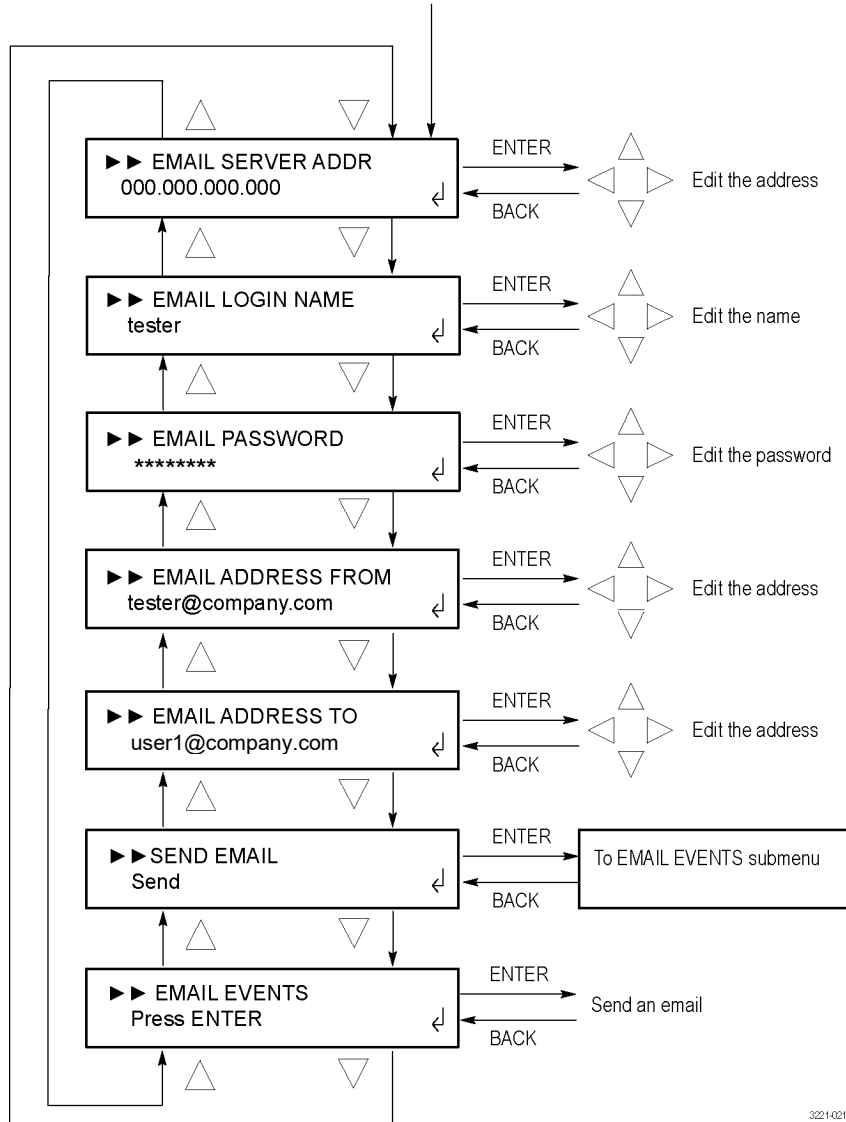 ►► EMAIL SERVER ADDR
000.000.000.000
ENTER
BACK
Edit the address
►► EMAIL LOGIN NAME
tester
ENTER
BACK
Edit the name
►► EMAIL PASSWORD
********
ENTER
BACK
Edit the password
►► EMAIL ADDRESS FROM
tester@company.com
ENTER
BACK
Edit the address
►► EMAIL ADDRESS TO
user1@company.com
ENTER
BACK
Edit the address
►►SEND EMAIL
Send
ENTER
BACK
To EMAIL EVENTS submenu
►► EMAIL EVENTS
Press ENTER
ENTER
BACK
Send an email
3221-021